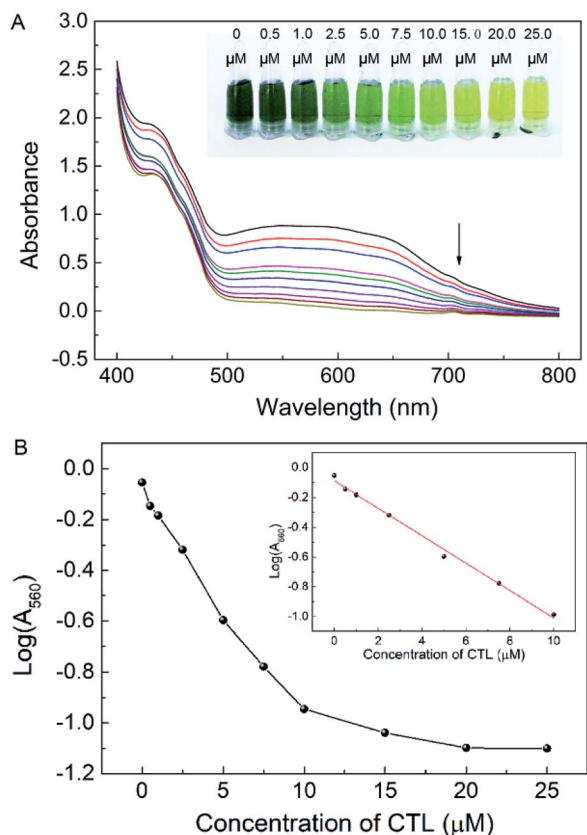 A
0 0.5 1.0 2.5 5.0 7.5 10.0 15.0 20.0 25.0
μM μM μM μM μM μM μM μM μM μM
3.0
2.5
2.0
1.5
1.0
0.5
0.0
-0.5
Absorbance
400 500 600 700 800
Wavelength (nm)
B
0.0
-0.2
-0.4
-0.6
-0.8
-1.0
-1.2
Log(A560)
0.0
-0.2
-0.4
-0.6
-0.8
-1.0
Log(A560)
0 2 4 6 8 10
Concentration of CTL (μM)
0 5 10 15 20 25
Concentration of CTL (μM)